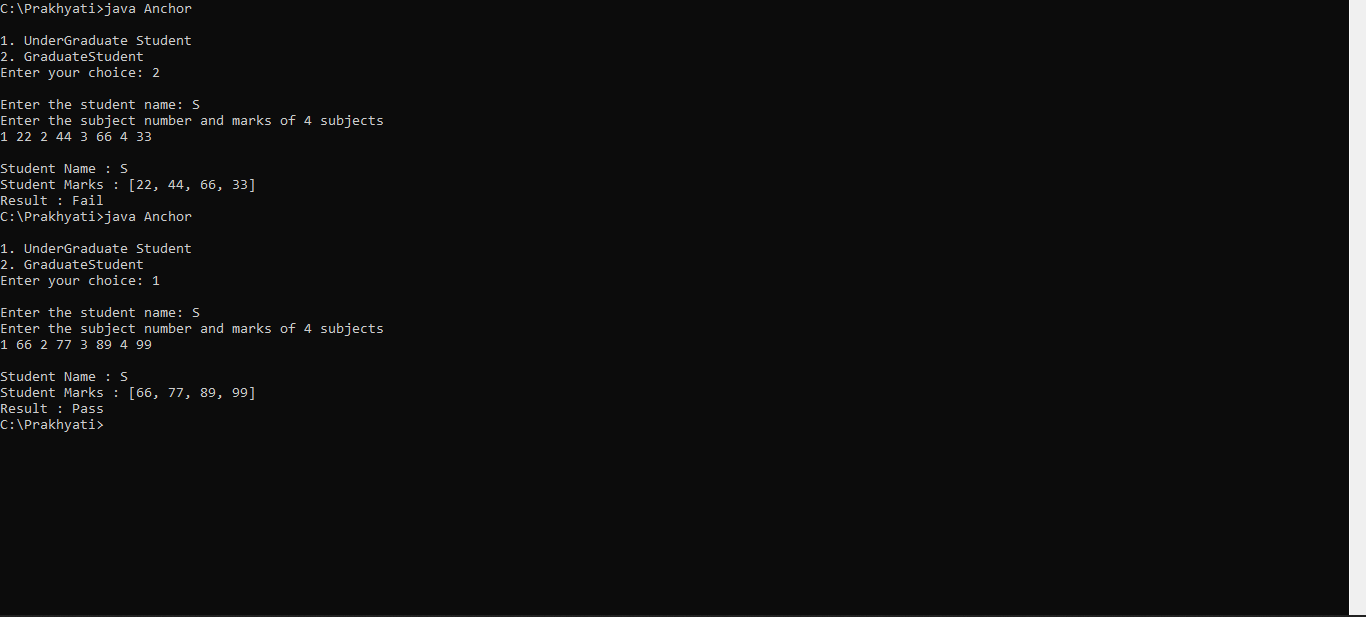 C:\Prakhyati>java Anchor
1. UnderGraduate Student
2. GraduateStudent
Enter your choice: 2
Enter the student name: S
Enter the subject number and marks of 4 subjects
1 22 2 44 3 66 4 33
Student Name : S
Student Marks : [22, 44, 66, 33]
Result : Fail
C:\Prakhyati>java Anchor
1. UnderGraduate Student
2. GraduateStudent
Enter your choice: 1
Enter the student name: S
Enter the subject number and marks of 4 subjects
1 66 2 77 3 89 4 99
Student Name : S
Student Marks : [66, 77, 89, 99]
Result : Pass
C:\Prakhyati>